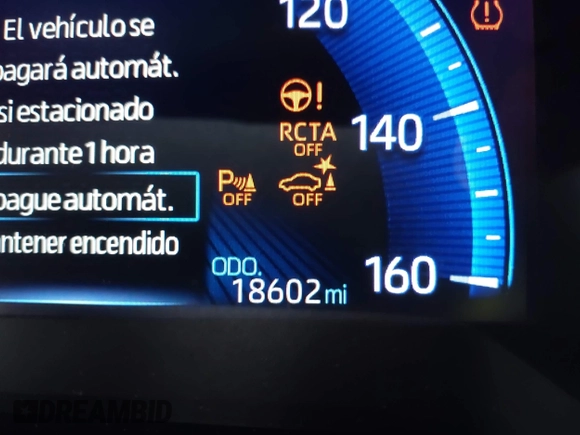 El vehículo se
pagará automát.
si estacionado
durante 1 hora
pague automát.
ntener encendido
120
!
RCTA
OFF
140
P
OFF
OFF
ODO.
18602 mi
160
DREAMBID